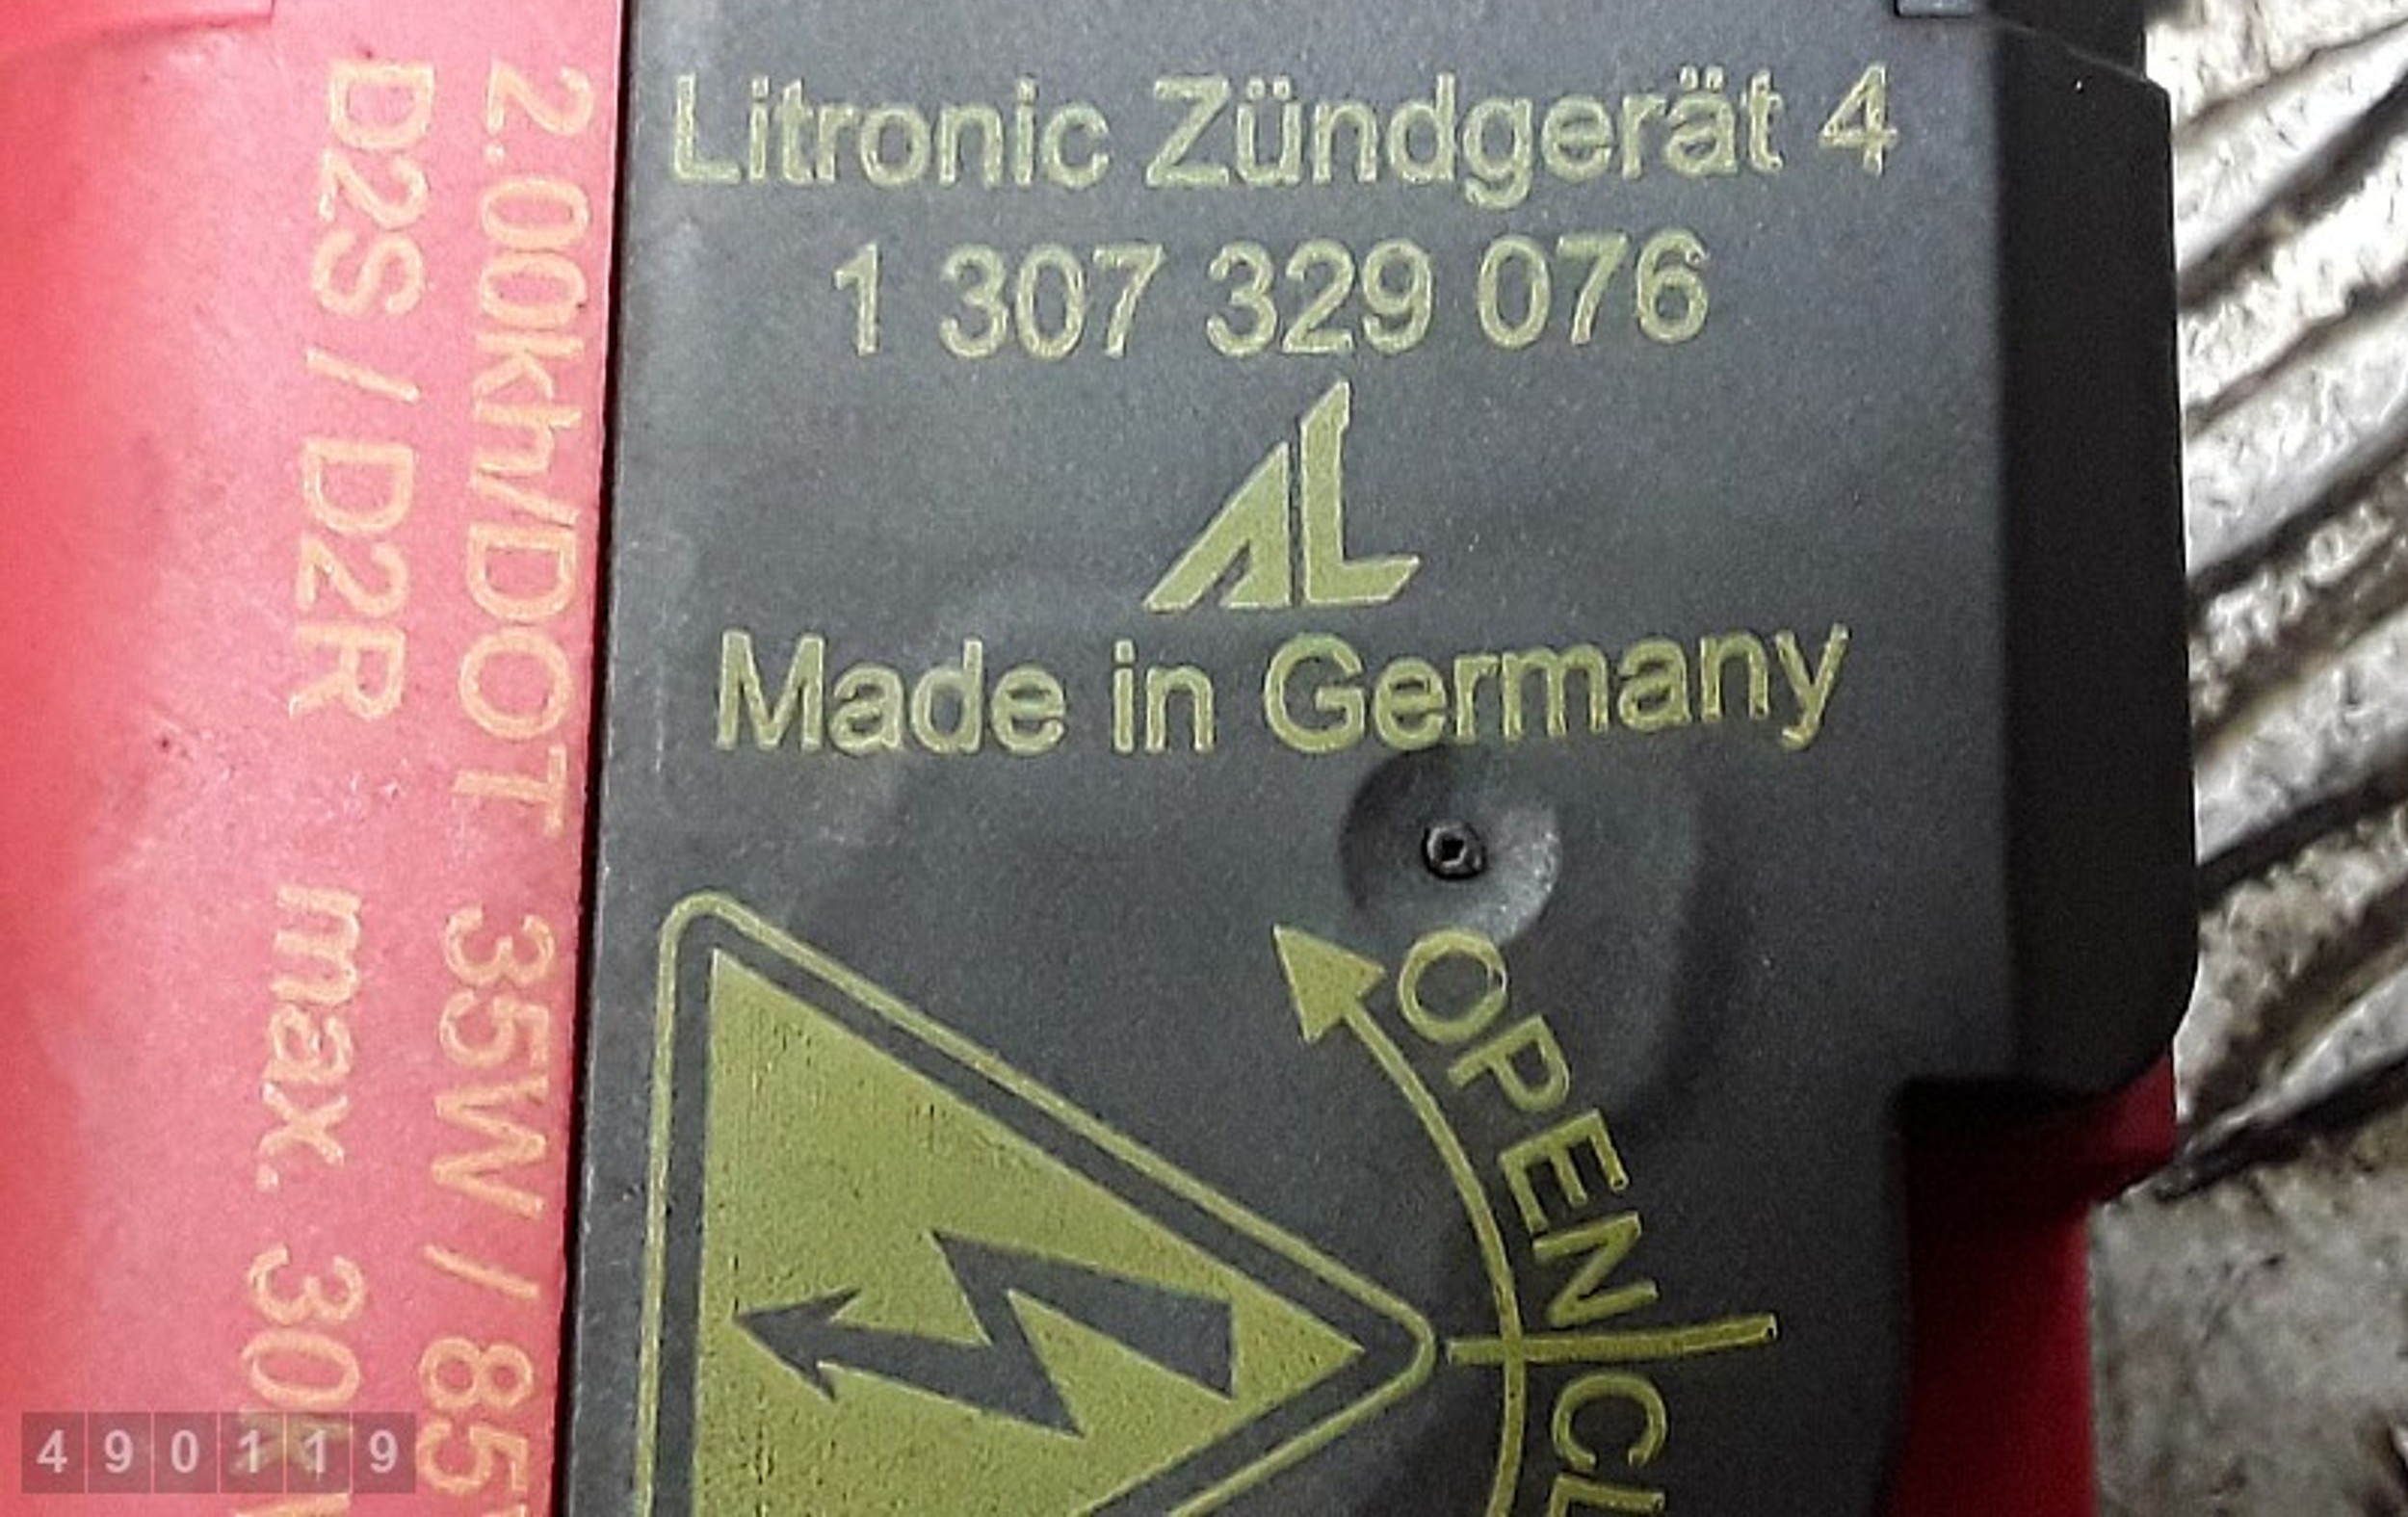 Litronic Zündgerät 4
1 307 329 076
AL
Made in Germany
OPEN
2.00kh/DOT 35W / 85
D2S / D2R max. 30k
490119